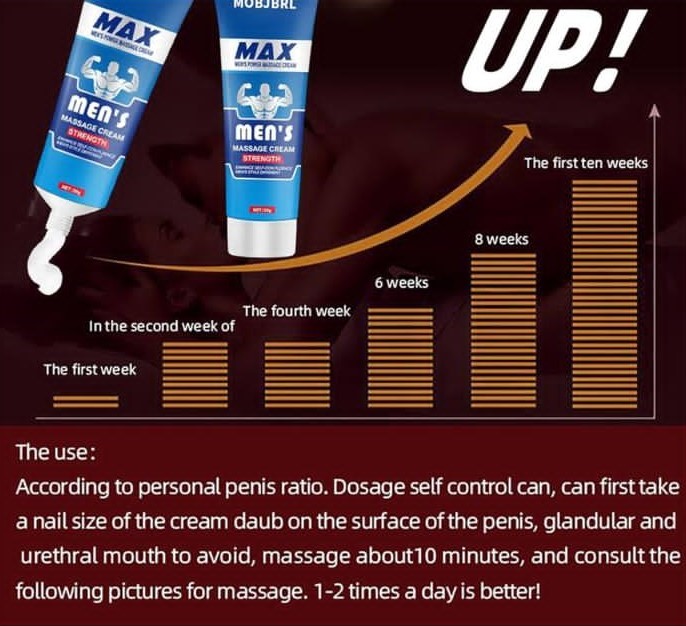 MOBJBRL
MAX
MEN'S POWER MASSAGE CREAM
MEN'S
MASSAGE CREAM
STRENGTH
MAX
MEN'S POWER MASSAGE CREAM
MEN'S
MASSAGE CREAM
STRENGTH
UP!
The first ten weeks
8 weeks
6 weeks
The fourth week
In the second week of
The first week
The use:
According to personal penis ratio. Dosage self control can, can first take
a nail size of the cream daub on the surface of the penis, glandular and
urethral mouth to avoid, massage about10 minutes, and consult the
following pictures for massage. 1-2 times a day is better!